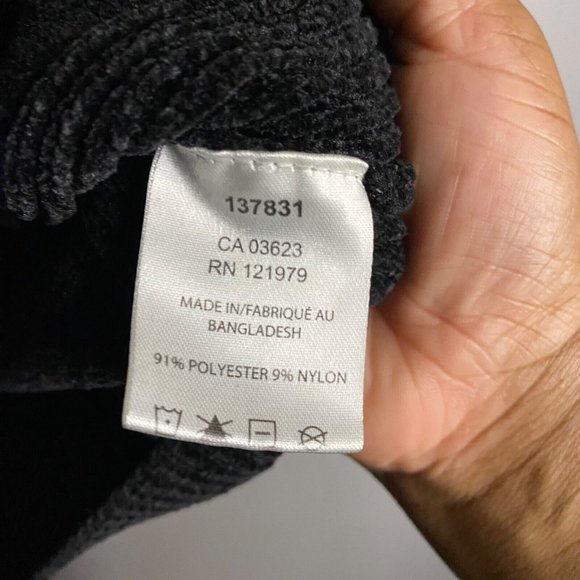 137831
CA 03623
RN 121979
MADE IN/FABRIQUÉ AU
BANGLADESH
91% POLYESTER 9% NYLON